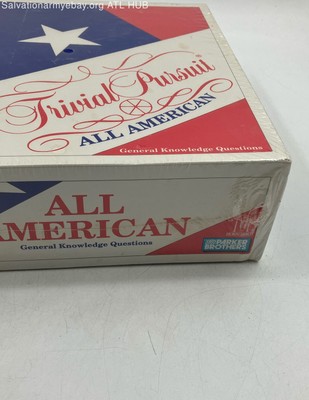 Salvationarmyebay.org ATL HUB
Trivial Pursuit
ALL AMERICAN
General Knowledge Questions
ALL
AMERICAN
General Knowledge Questions
PARKER
BROTHERS